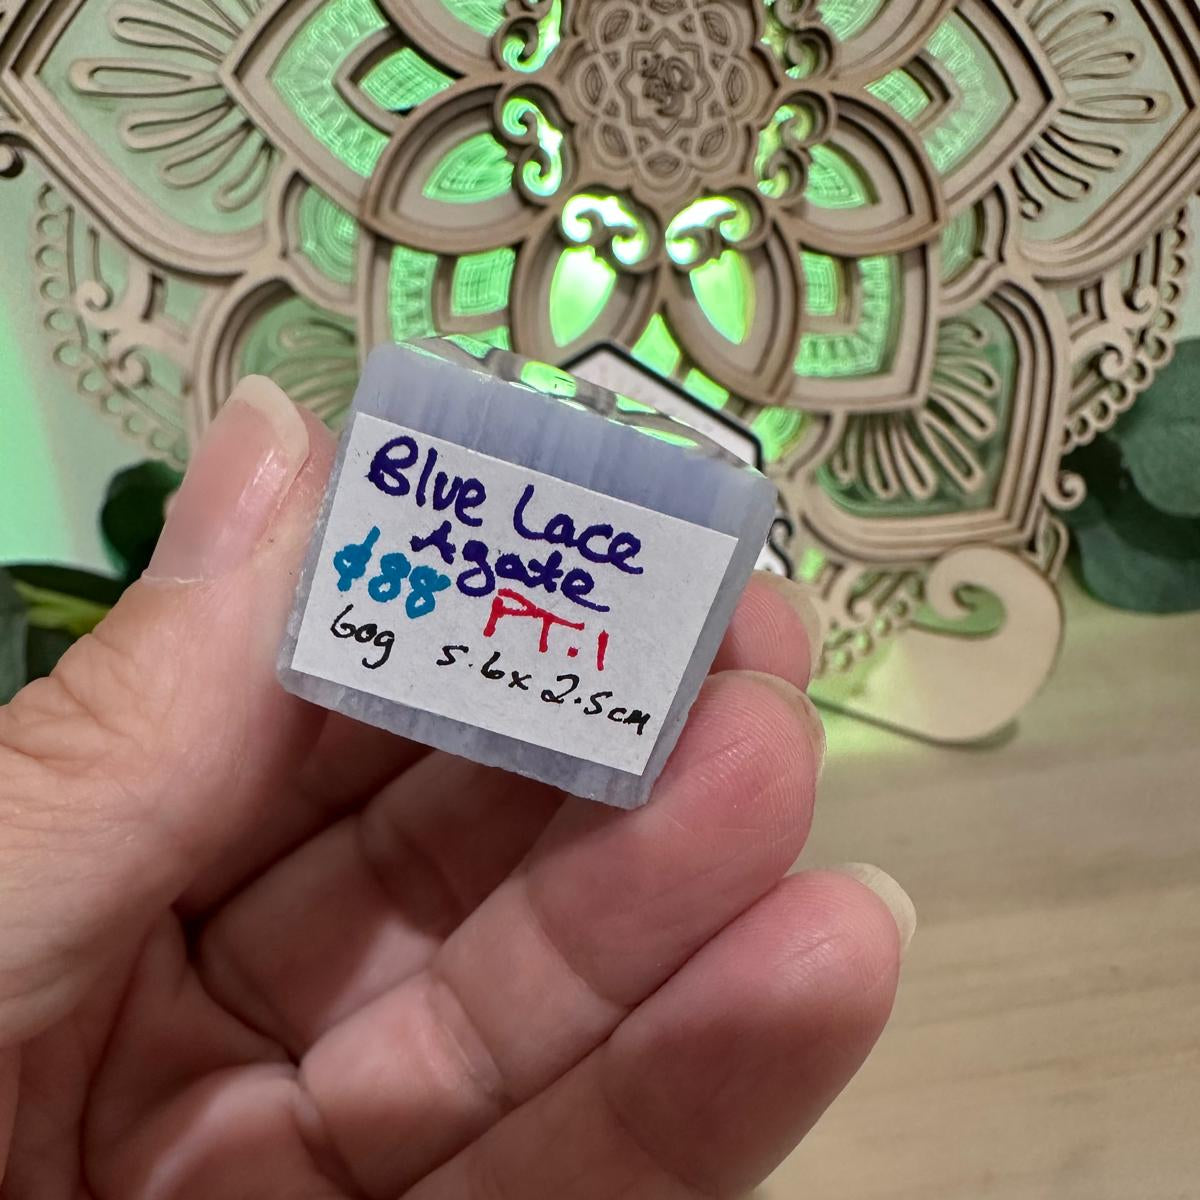 Blue Lace
Agate
$88
PT.1
60g 5.6x2.5cm